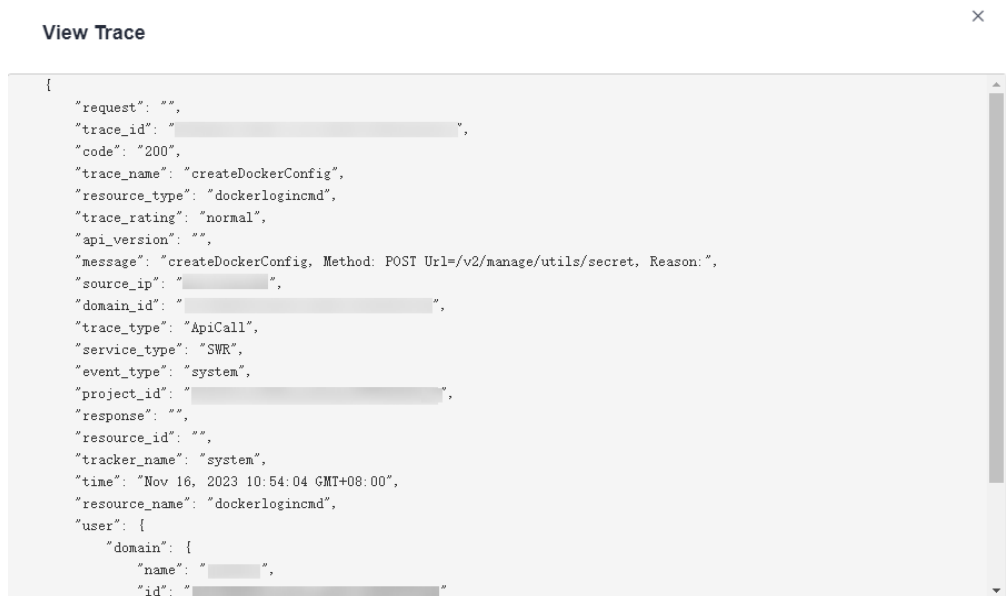 View Trace
{
"request": "",
"trace_id": "",
"code": "200",
"trace_name": "createDockerConfig",
"resource_type": "dockerlogincmd",
"trace_rating": "normal",
"api_version": "",
"message": "createDockerConfig, Method: POST Url=/v2/manage/utils/secret, Reason:",
"source_ip": "",
"domain_id": "",
"trace_type": "ApiCall",
"service_type": "SWR",
"event_type": "system",
"project_id": "",
"response": "",
"resource_id": "",
"tracker_name": "system",
"time": "Nov 16, 2023 10:54:04 GMT+08:00",
"resource_name": "dockerlogincmd",
"user": {
"domain": {
"name": "",
"id": ""